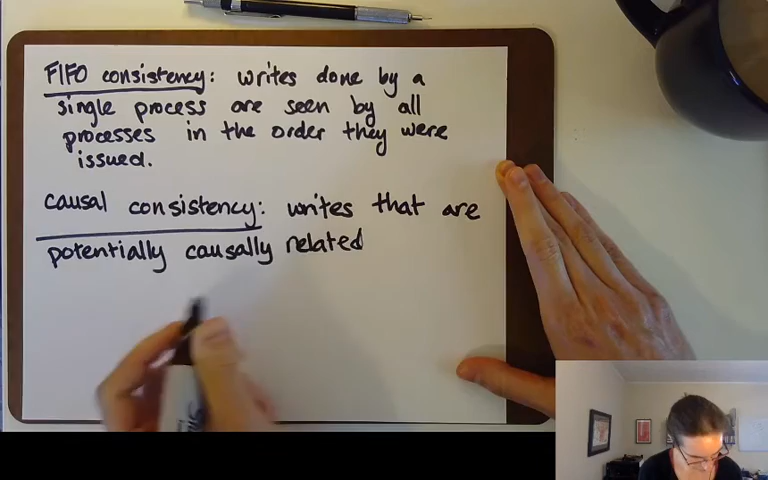 FIFO consistency: writes done by a
single process are seen by all
processes in the order they were
issued.
causal consistency: writes that are
potentially causally related